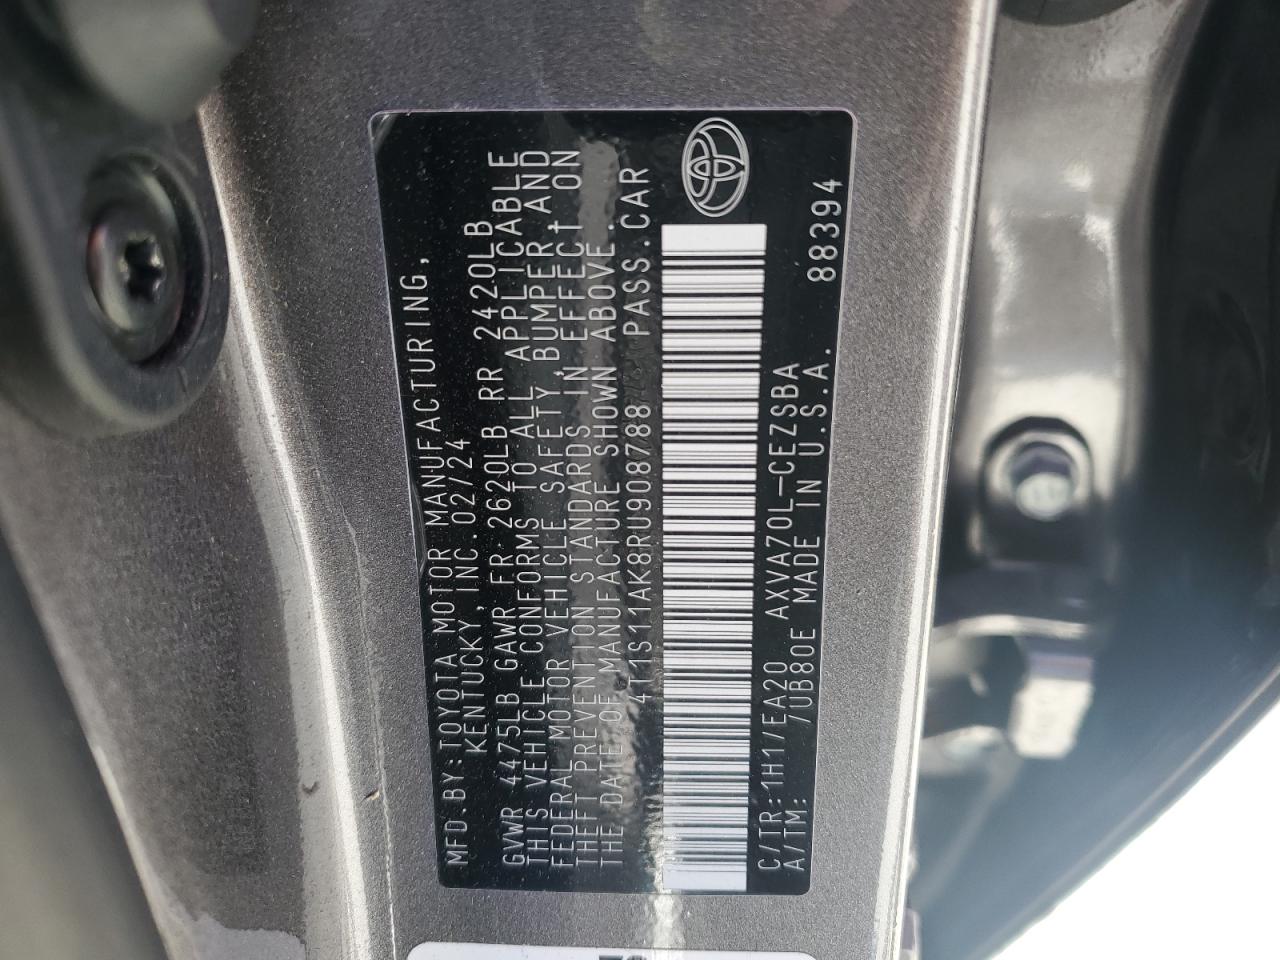 MFD.BY:TOYOTA MOTOR MANUFACTURING,
KENTUCKY,INC.02/24
GVWR 4475LB GAWR FR 2620LB RR 2420LB
THIS VEHICLE CONFORMS TO ALL APPLICABLE
FEDERAL MOTOR VEHICLE SAFETY,BUMPER,AND
THEFT PREVENTION STANDARDS IN EFFECT ON
THE DATE OF MANUFACTURE SHOWN ABOVE.
4T1S11AK8RU908788 PASS.CAR
C/TR:1H1/EA20 AXVA70L-CEZSBA
A/TM: 7UB80E MADE IN U.S.A. 88394